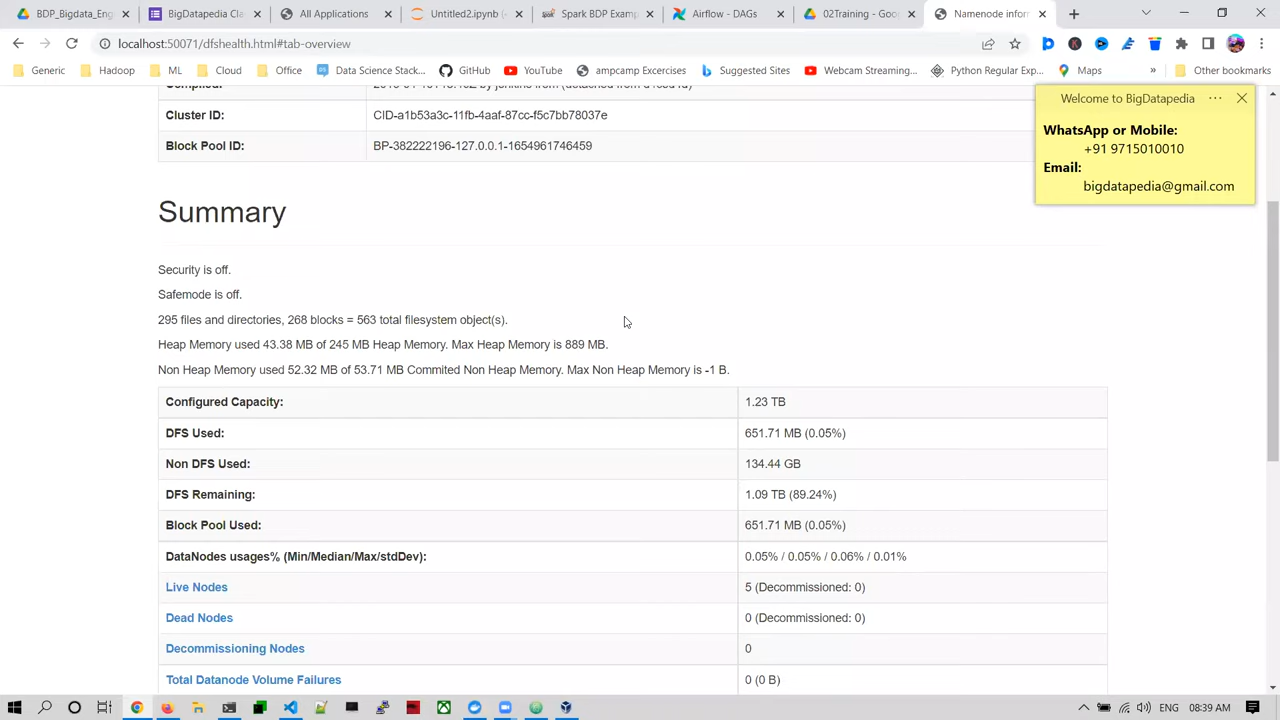 BDP_BigData_Eng
BigDatapedia Cla
All Applications
Untitled2.ipynb (
Spark RDP Examp
Airflow - DAGs
02Training - Goo
Namenode infor
localhost:50071/dfshealth.html#tab-overview
Generic
Hadoop
ML
Cloud
Office
Data Science Stack...
GitHub
YouTube
ampcamp Excercises
Suggested Sites
Webcam Streaming...
Python Regular Exp...
Maps
»
Other bookmarks
Cluster ID: CID-a1b53a3c-11fb-4aaf-87cc-f5c7bb78037e
Block Pool ID: BP-382222196-127.0.0.1-1654961746459
Welcome to BigDatapedia
WhatsApp or Mobile:
+91 9715010010
Email:
bigdatapedia@gmail.com
Summary
Security is off.
Safemode is off.
295 files and directories, 268 blocks = 563 total filesystem object(s).
Heap Memory used 43.38 MB of 245 MB Heap Memory. Max Heap Memory is 889 MB.
Non Heap Memory used 52.32 MB of 53.71 MB Commited Non Heap Memory. Max Non Heap Memory is -1 B.
Configured Capacity: 1.23 TB
DFS Used: 651.71 MB (0.05%)
Non DFS Used: 134.44 GB
DFS Remaining: 1.09 TB (89.24%)
Block Pool Used: 651.71 MB (0.05%)
DataNodes usages% (Min/Median/Max/stdDev): 0.05% / 0.05% / 0.06% / 0.01%
Live Nodes 5 (Decommissioned: 0)
Dead Nodes 0 (Decommissioned: 0)
Decommissioning Nodes 0
Total Datanode Volume Failures 0 (0 B)
08:39 AM